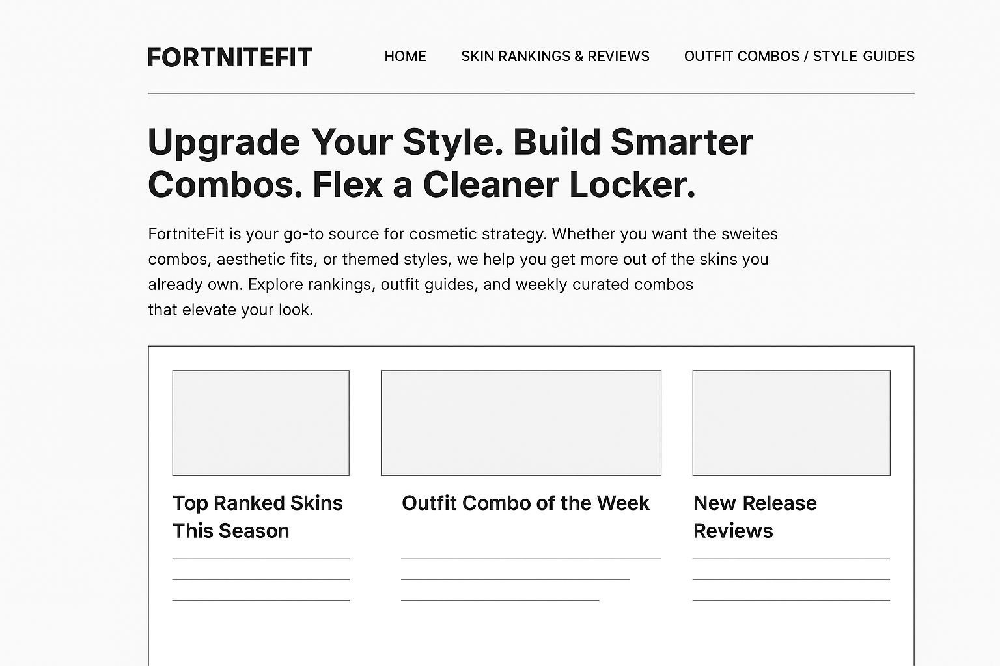 FORTNITEFIT
HOME
SKIN RANKINGS & REVIEWS
OUTFIT COMBOS / STYLE GUIDES
Upgrade Your Style. Build Smarter
Combos. Flex a Cleaner Locker.
FortniteFit is your go-to source for cosmetic strategy. Whether you want the sweites
combos, aesthetic fits, or themed styles, we help you get more out of the skins you
already own. Explore rankings, outfit guides, and weekly curated combos
that elevate your look.
Top Ranked Skins
This Season
Outfit Combo of the Week
New Release
Reviews